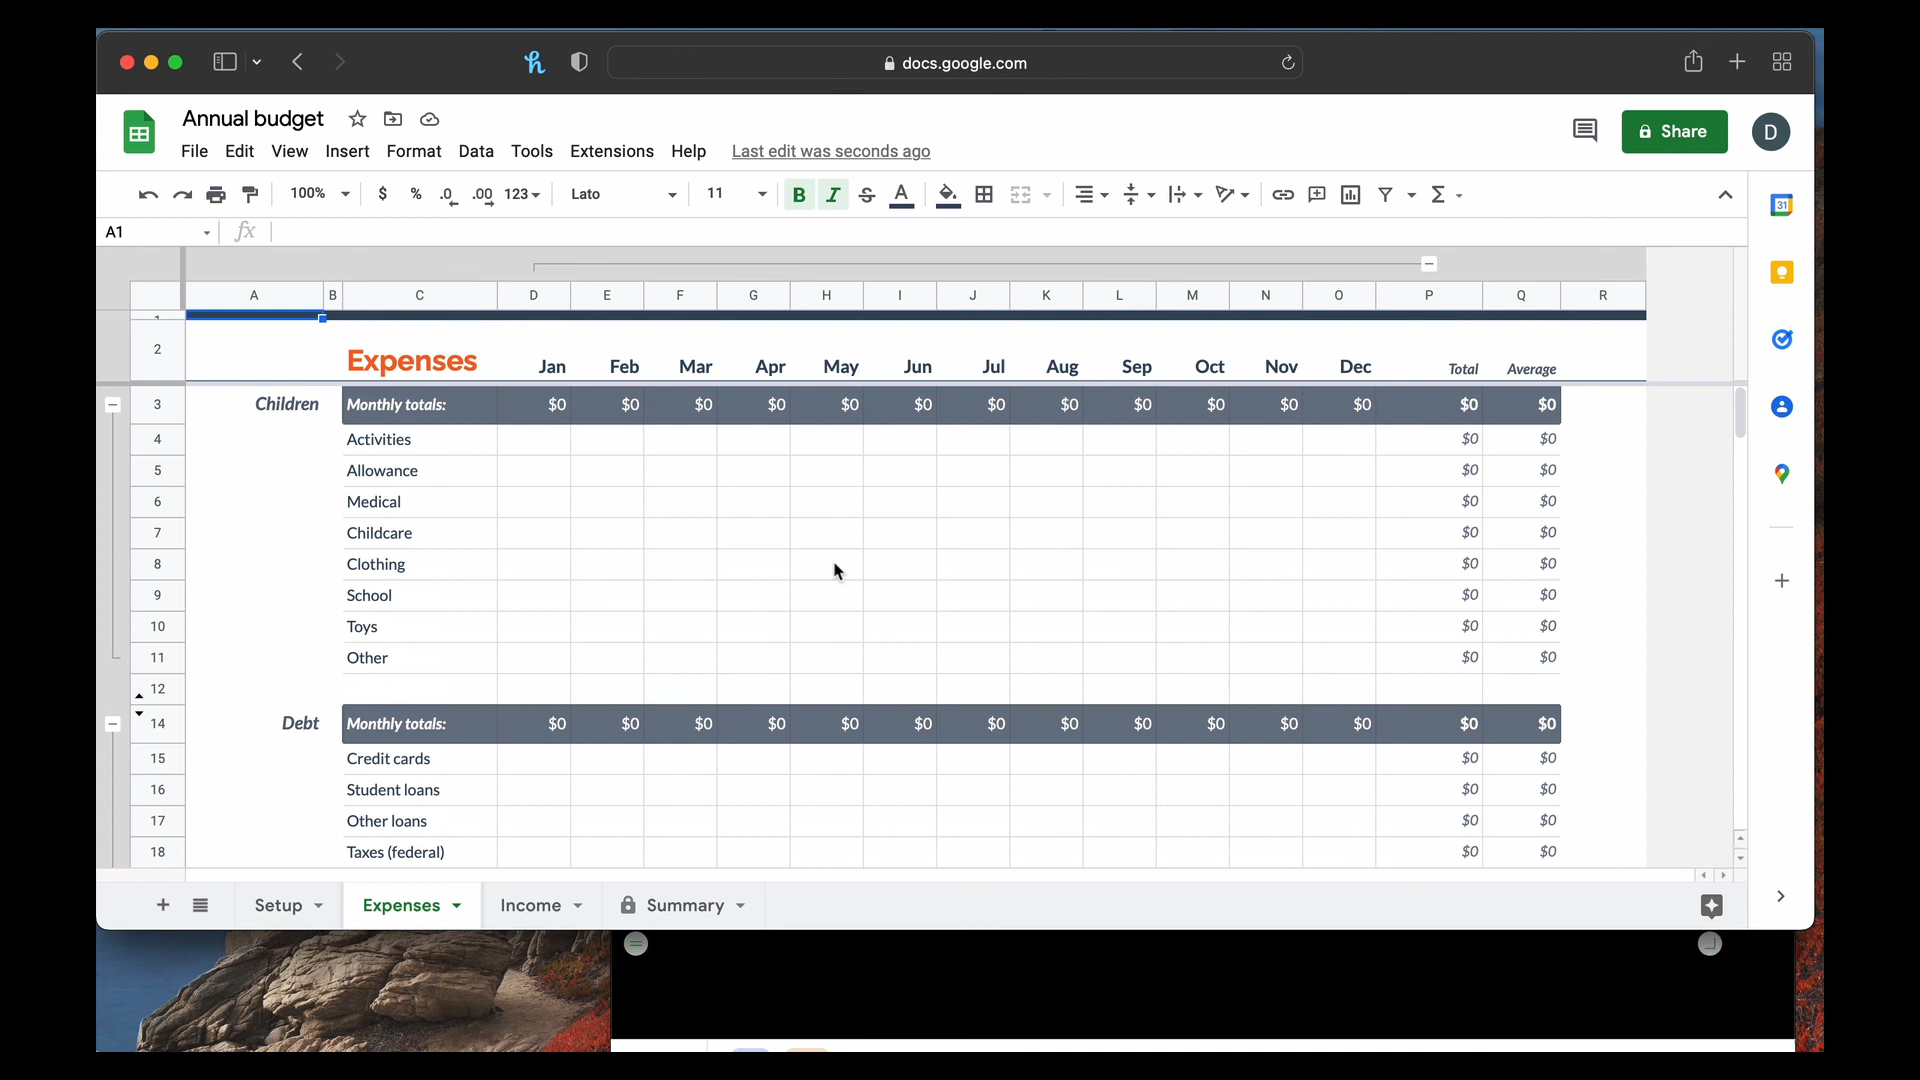 docs.google.com
Annual budget
Share
D
File Edit View Insert Format Data Tools Extensions Help Last edit was seconds ago
100% $ % .0 .00 123 Lato 11 B I S A Σ
31
A1 fx
A B C D E F G H I J K L M N O P Q R
1
2 Expenses Jan Feb Mar Apr May Jun Jul Aug Sep Oct Nov Dec Total Average
3 Children Monthly totals: $0 $0 $0 $0 $0 $0 $0 $0 $0 $0 $0 $0 $0 $0
4 Activities $0 $0
5 Allowance $0 $0
6 Medical $0 $0
7 Childcare $0 $0
8 Clothing $0 $0
9 School $0 $0
10 Toys $0 $0
11 Other $0 $0
12
14 Debt Monthly totals: $0 $0 $0 $0 $0 $0 $0 $0 $0 $0 $0 $0 $0 $0
15 Credit cards $0 $0
16 Student loans $0 $0
17 Other loans $0 $0
18 Taxes (federal) $0 $0
Setup Expenses Income Summary